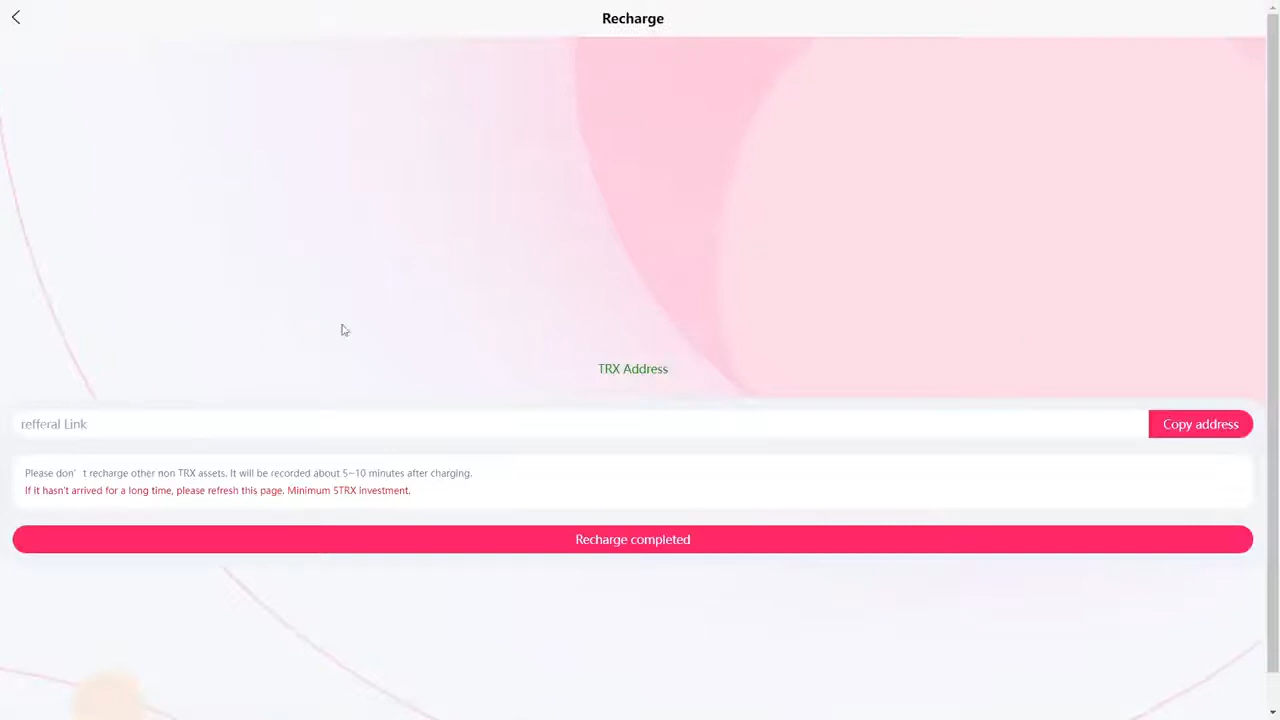 Recharge
TRX Address
refferal Link
Copy address
Please don' t recharge other non TRX assets. It will be recorded about 5~10 minutes after charging.
If it hasn't arrived for a long time, please refresh this page. Minimum 5TRX Investment.
Recharge completed